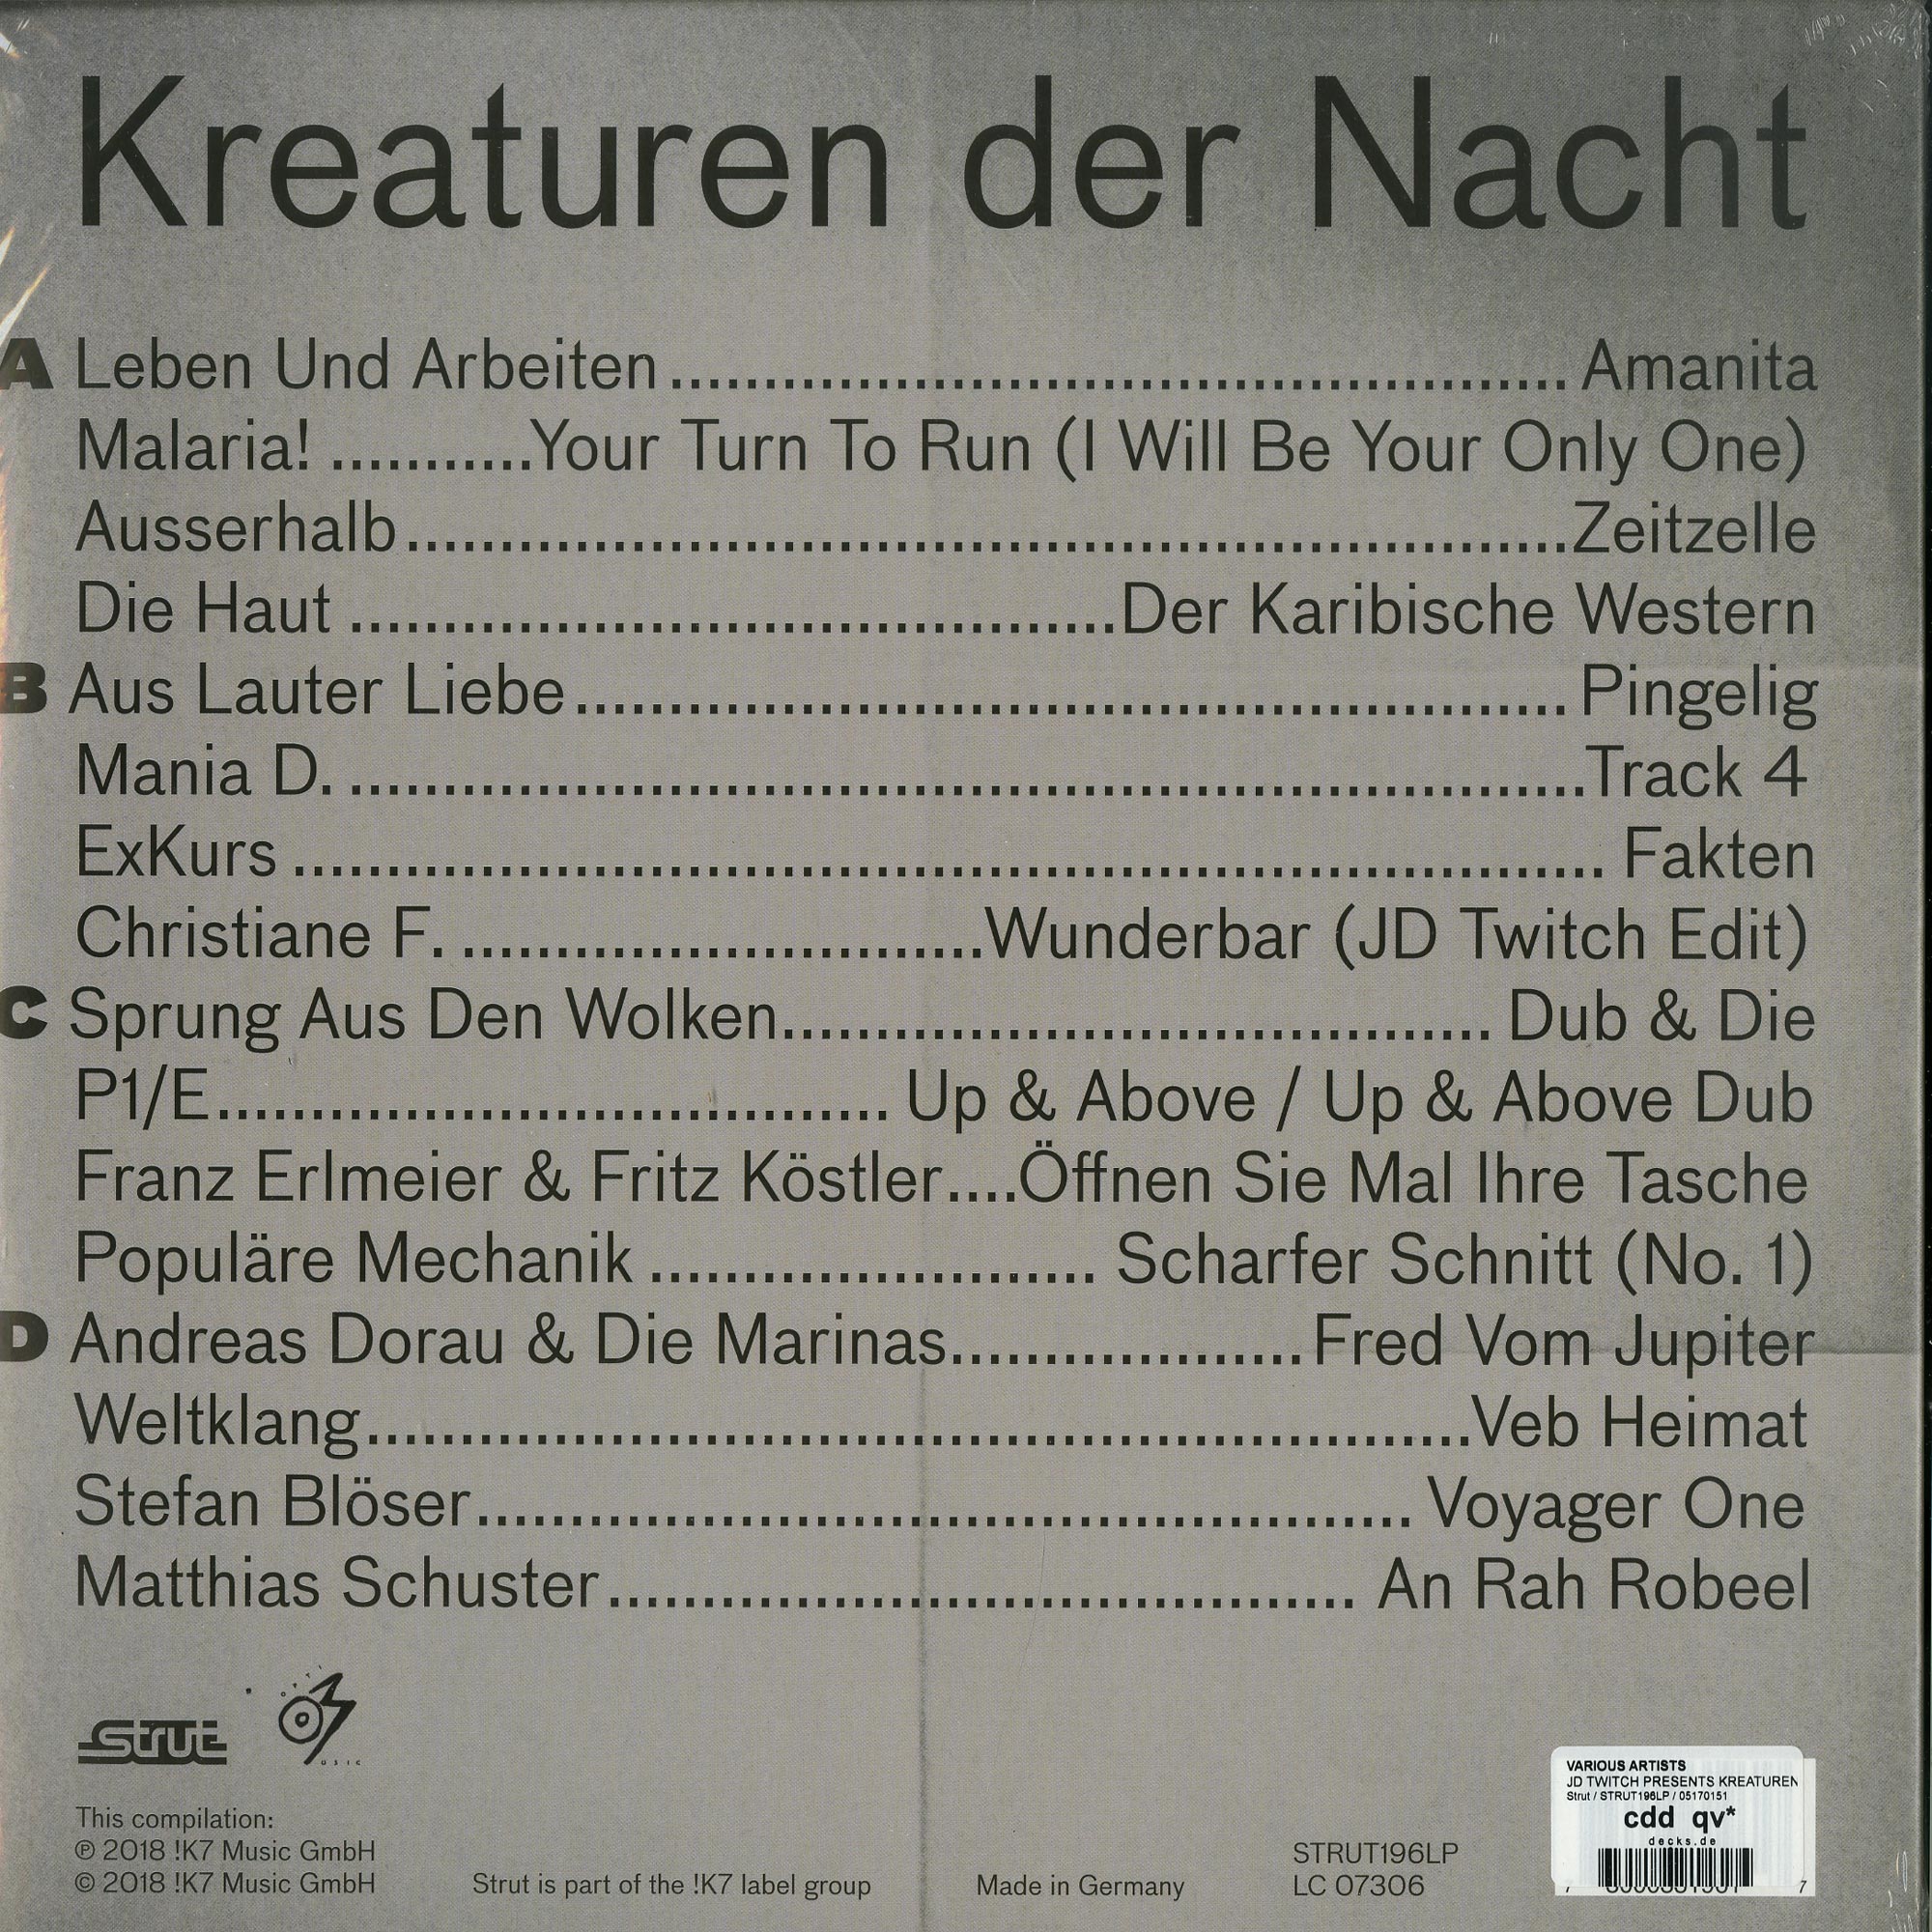 Kreaturen der Nacht
A Leben Und Arbeiten................................................ Amanita
Malaria! ...........Your Turn To Run (I Will Be Your Only One)
Ausserhalb..............................................................Zeitzelle
Die Haut .........................................Der Karibische Western
B Aus Lauter Liebe..................................................... Pingelig
Mania D. ..................................................................Track 4
ExKurs ...................................................................... Fakten
Christiane F. ............................Wunderbar (JD Twitch Edit)
C Sprung Aus Den Wolken...................................... Dub & Die
P1/E.................................... Up & Above / Up & Above Dub
Franz Erlmeier & Fritz Köstler....Öffnen Sie Mal Ihre Tasche
Populäre Mechanik ........................ Scharfer Schnitt (No. 1)
D Andreas Dorau & Die Marinas...................Fred Vom Jupiter
Weltklang...........................................................Veb Heimat
Stefan Blöser.................................................. Voyager One
Matthias Schuster........................................ An Rah Robeel
Strut
This compilation:
℗ 2018 !K7 Music GmbH
© 2018 !K7 Music GmbH
Strut is part of the !K7 label group
Made in Germany
STRUT196LP
LC 07306
VARIOUS ARTISTS
JD TWITCH PRESENTS KREATUREN
Strut / STRUT196LP / 05170151
cdd qv*
decks.de